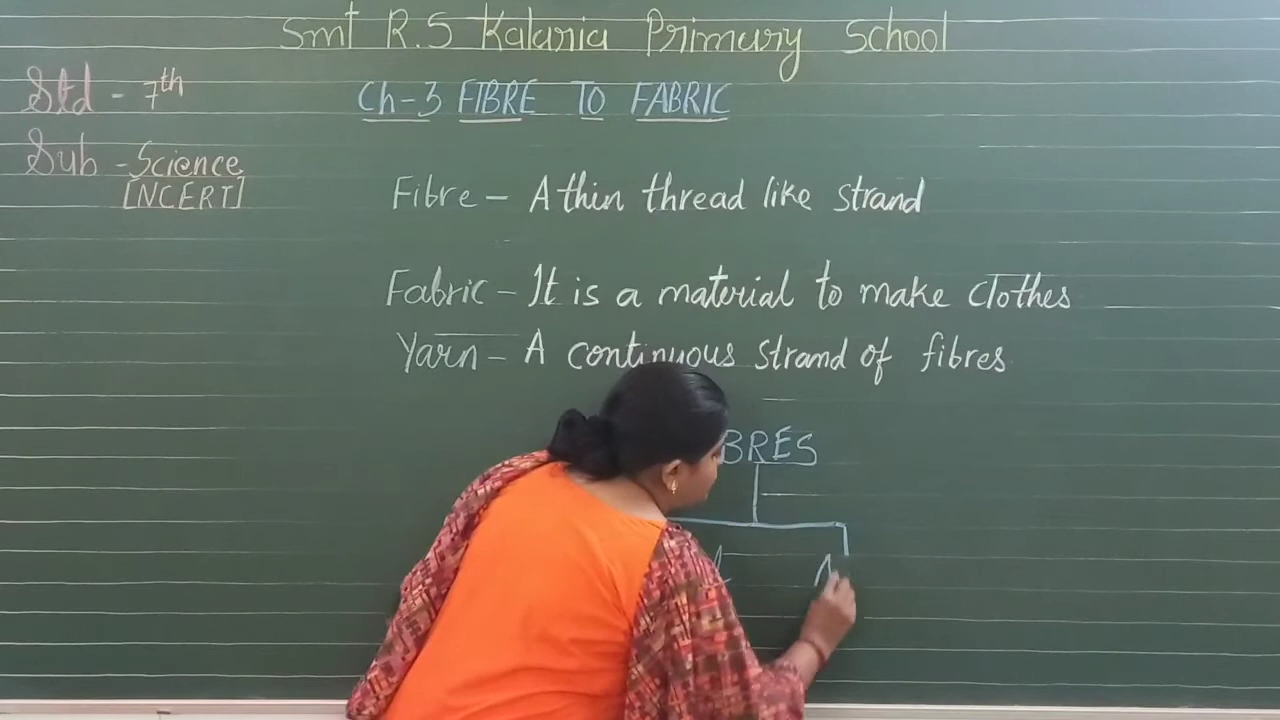 Smt R.S Kalaria Primary School
Std - 7th
Ch-3 FIBRE TO FABRIC
Sub - Science
[NCERT]
Fibre - A thin thread like strand
Fabric - It is a material to make clothes
Yarn - A continuous strand of fibres
BRES